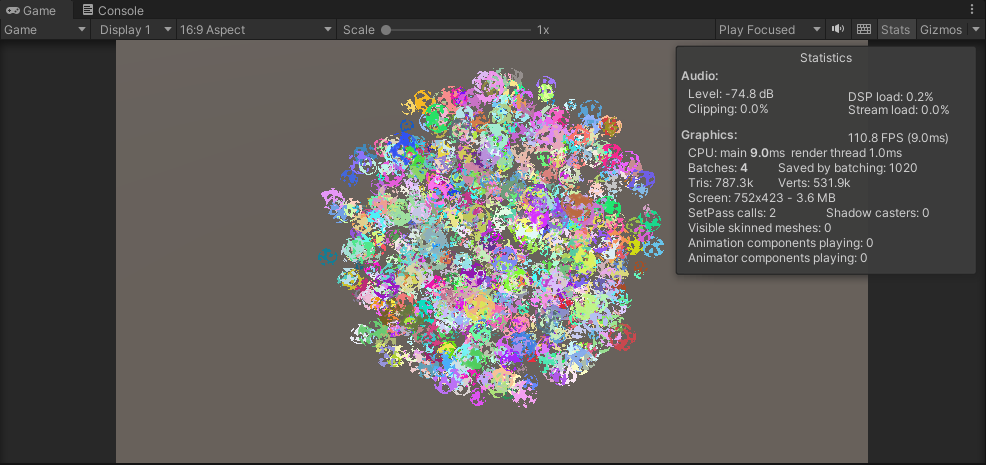 Game Console
Game Display 1 16:9 Aspect Scale 1x Play Focused Stats Gizmos
Statistics
Audio:
Level: -74.8 dB DSP load: 0.2%
Clipping: 0.0% Stream load: 0.0%
Graphics: 110.8 FPS (9.0ms)
CPU: main 9.0ms render thread 1.0ms
Batches: 4 Saved by batching: 1020
Tris: 787.3k Verts: 531.9k
Screen: 752x423 - 3.6 MB
SetPass calls: 2 Shadow casters: 0
Visible skinned meshes: 0
Animation components playing: 0
Animator components playing: 0